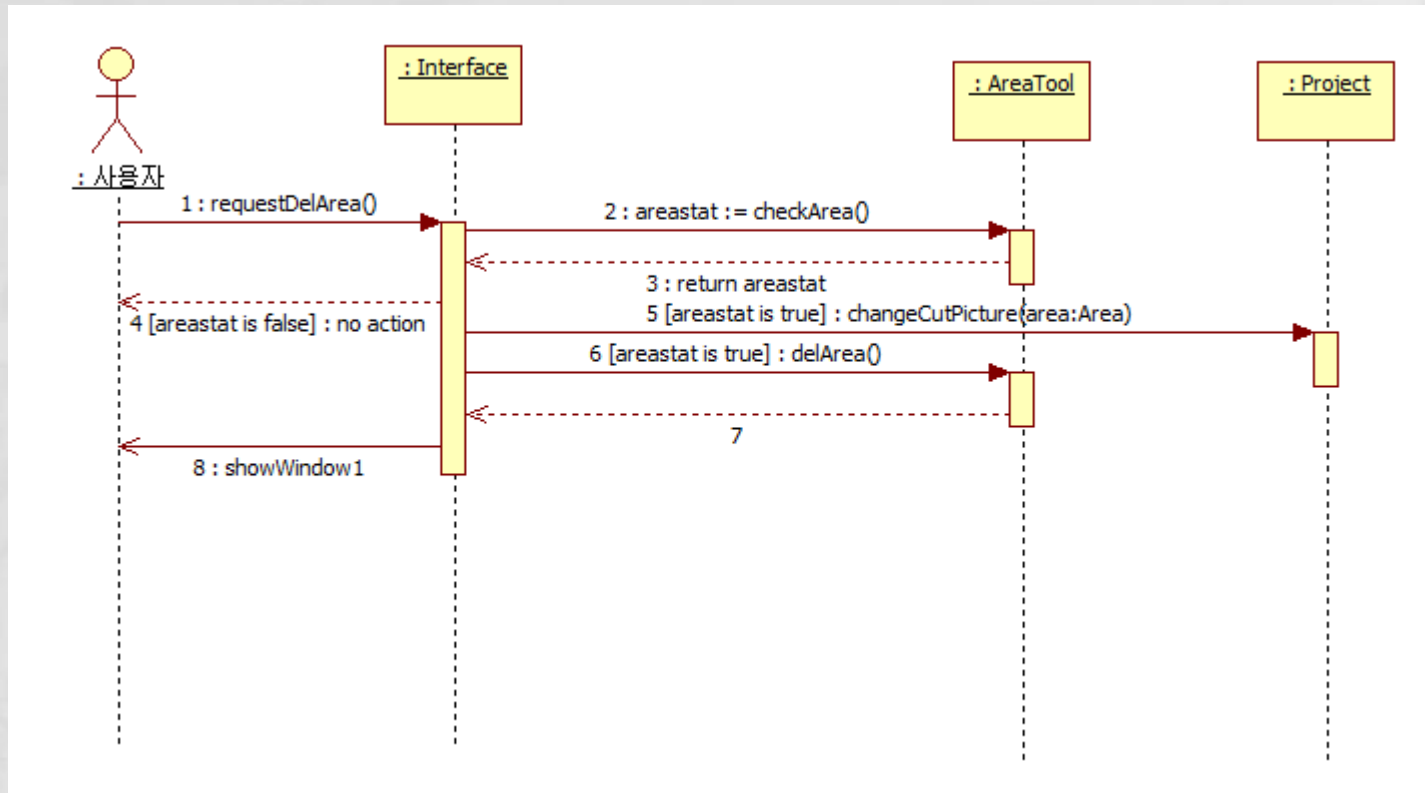 : Interface
: AreaTool
: Project
: 사용자
1 : requestDelArea()
2 : areastat := checkArea()
3 : return areastat
4 [areastat is false] : no action
5 [areastat is true] : changeCutPicture(area:Area)
6 [areastat is true] : delArea()
7
8 : showWindow1